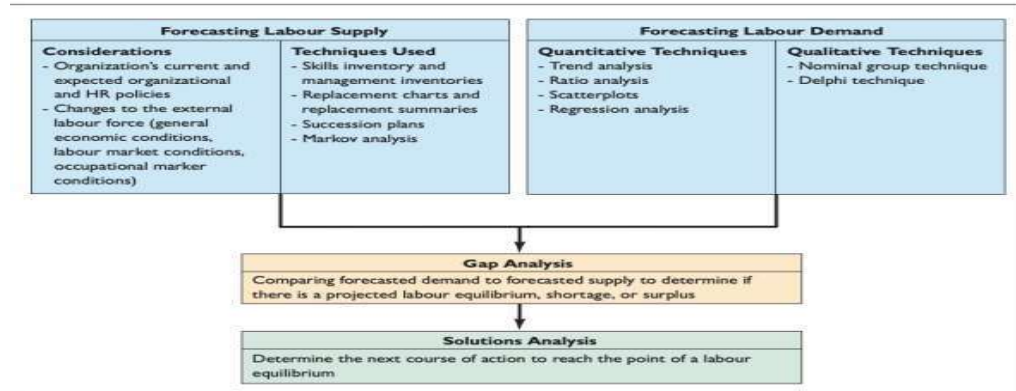 Forecasting Labour Supply
Considerations
- Organization's current and
expected organizational
and HR policies
- Changes to the external
labour force (general
economic conditions,
labour market conditions,
occupational marker
conditions)
Techniques Used
- Skills inventory and
management inventories
- Replacement charts and
replacement summaries
- Succession plans
- Markov analysis
Forecasting Labour Demand
Quantitative Techniques
- Trend analysis
- Ratio analysis
- Scatterplots
- Regression analysis
Qualitative Techniques
- Nominal group technique
- Delphi technique
Gap Analysis
Comparing forecasted demand to forecasted supply to determine if
there is a projected labour equilibrium, shortage, or surplus
Solutions Analysis
Determine the next course of action to reach the point of a labour
equilibrium